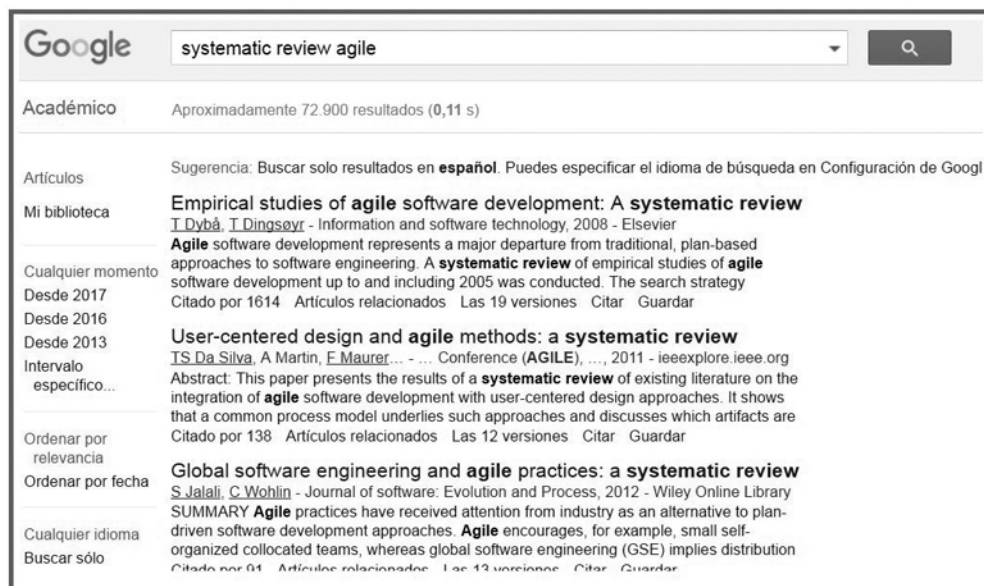 Google
systematic review agile
Académico
Aproximadamente 72.900 resultados (0,11 s)
Artículos
Mi biblioteca
Cualquier momento
Desde 2017
Desde 2016
Desde 2013
Intervalo
específico...
Ordenar por
relevancia
Ordenar por fecha
Cualquier idioma
Buscar sólo
Sugerencia: Buscar solo resultados en español. Puedes especificar el idioma de búsqueda en Configuración de Googl
Empirical studies of agile software development: A systematic review
T Dybå, T Dingsøyr - Information and software technology, 2008 - Elsevier
Agile software development represents a major departure from traditional, plan-based
approaches to software engineering. A systematic review of empirical studies of agile
software development up to and including 2005 was conducted. The search strategy
Citado por 1614 Artículos relacionados Las 19 versiones Citar Guardar
User-centered design and agile methods: a systematic review
TS Da Silva, A Martin, F Maurer... - ... Conference (AGILE), ..., 2011 - ieeexplore.ieee.org
Abstract: This paper presents the results of a systematic review of existing literature on the
integration of agile software development with user-centered design approaches. It shows
that a common process model underlies such approaches and discusses which artifacts are
Citado por 138 Artículos relacionados Las 12 versiones Citar Guardar
Global software engineering and agile practices: a systematic review
S Jalali, C Wohlin - Journal of software: Evolution and Process, 2012 - Wiley Online Library
SUMMARY Agile practices have received attention from industry as an alternative to plan-
driven software development approaches. Agile encourages, for example, small self-
organized collocated teams, whereas global software engineering (GSE) implies distribution
Citado por 91 Artículos relacionados Las 13 versiones Citar Guardar